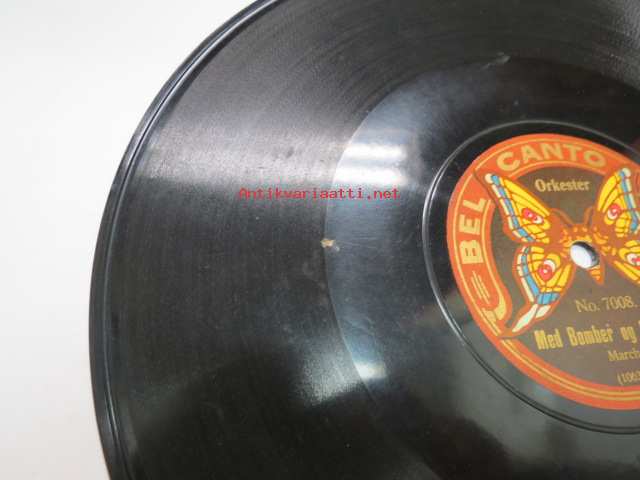 BEL CANTO
Orkester
Antikvariaatti.net
No. 7008
Med Bomber og
March